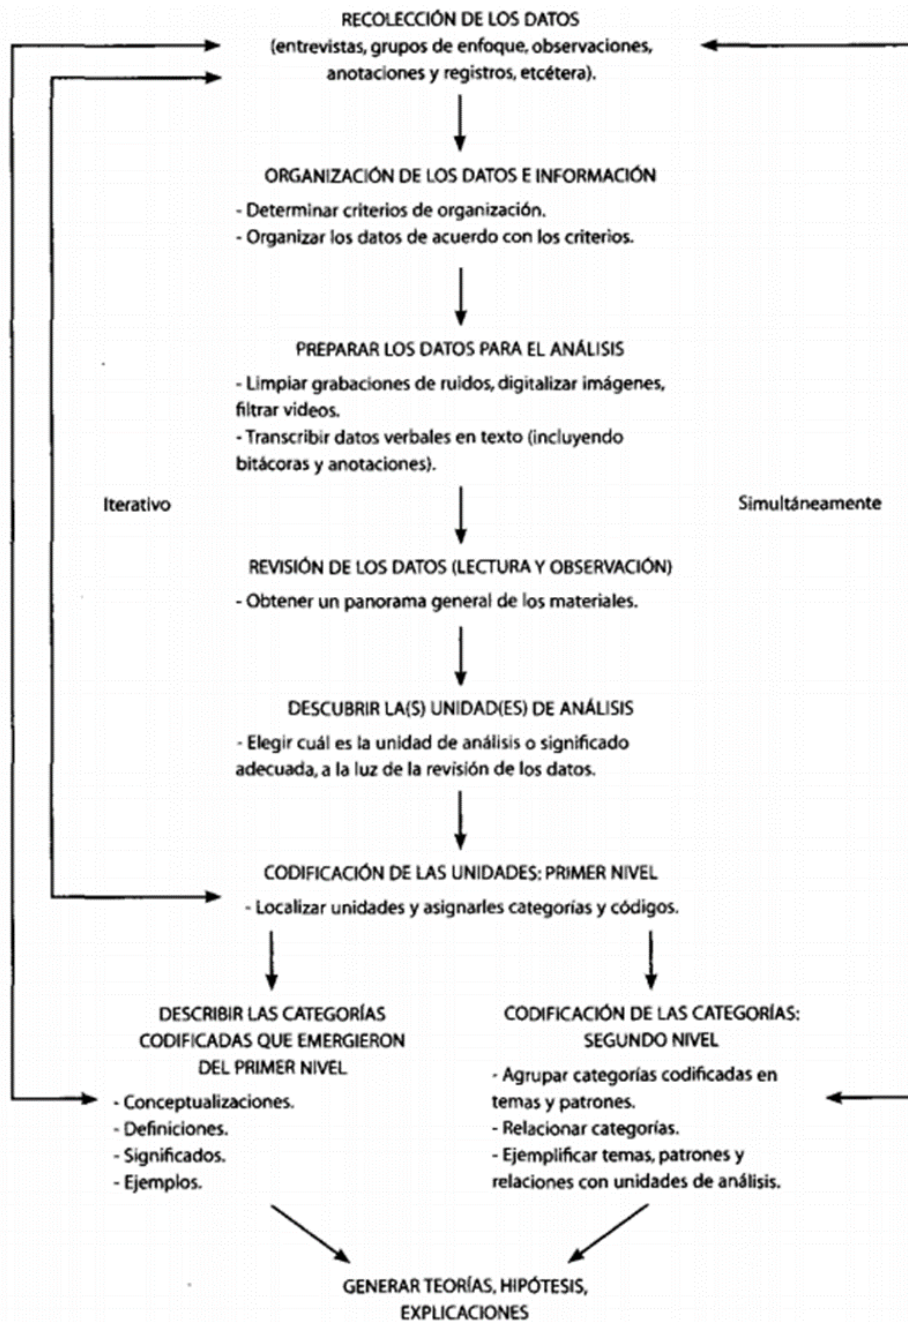 RECOLECCIÓN DE LOS DATOS
(entrevistas, grupos de enfoque, observaciones,
anotaciones y registros, etcétera).
ORGANIZACIÓN DE LOS DATOS E INFORMACIÓN
- Determinar criterios de organización.
- Organizar los datos de acuerdo con los criterios.
PREPARAR LOS DATOS PARA EL ANÁLISIS
- Limpiar grabaciones de ruidos, digitalizar imágenes,
filtrar videos.
- Transcribir datos verbales en texto (incluyendo
bitácoras y anotaciones).
Iterativo
Simultáneamente
REVISIÓN DE LOS DATOS (LECTURA Y OBSERVACIÓN)
- Obtener un panorama general de los materiales.
DESCUBRIR LA(S) UNIDAD(ES) DE ANÁLISIS
- Elegir cuál es la unidad de análisis o significado
adecuada, a la luz de la revisión de los datos.
CODIFICACIÓN DE LAS UNIDADES: PRIMER NIVEL
- Localizar unidades y asignarles categorías y códigos.
DESCRIBIR LAS CATEGORÍAS
CODIFICADAS QUE EMERGIERON
DEL PRIMER NIVEL
- Conceptualizaciones.
- Definiciones.
- Significados.
- Ejemplos.
CODIFICACIÓN DE LAS CATEGORÍAS:
SEGUNDO NIVEL
- Agrupar categorías codificadas en
temas y patrones.
- Relacionar categorías.
- Ejemplificar temas, patrones y
relaciones con unidades de análisis.
GENERAR TEORÍAS, HIPÓTESIS,
EXPLICACIONES